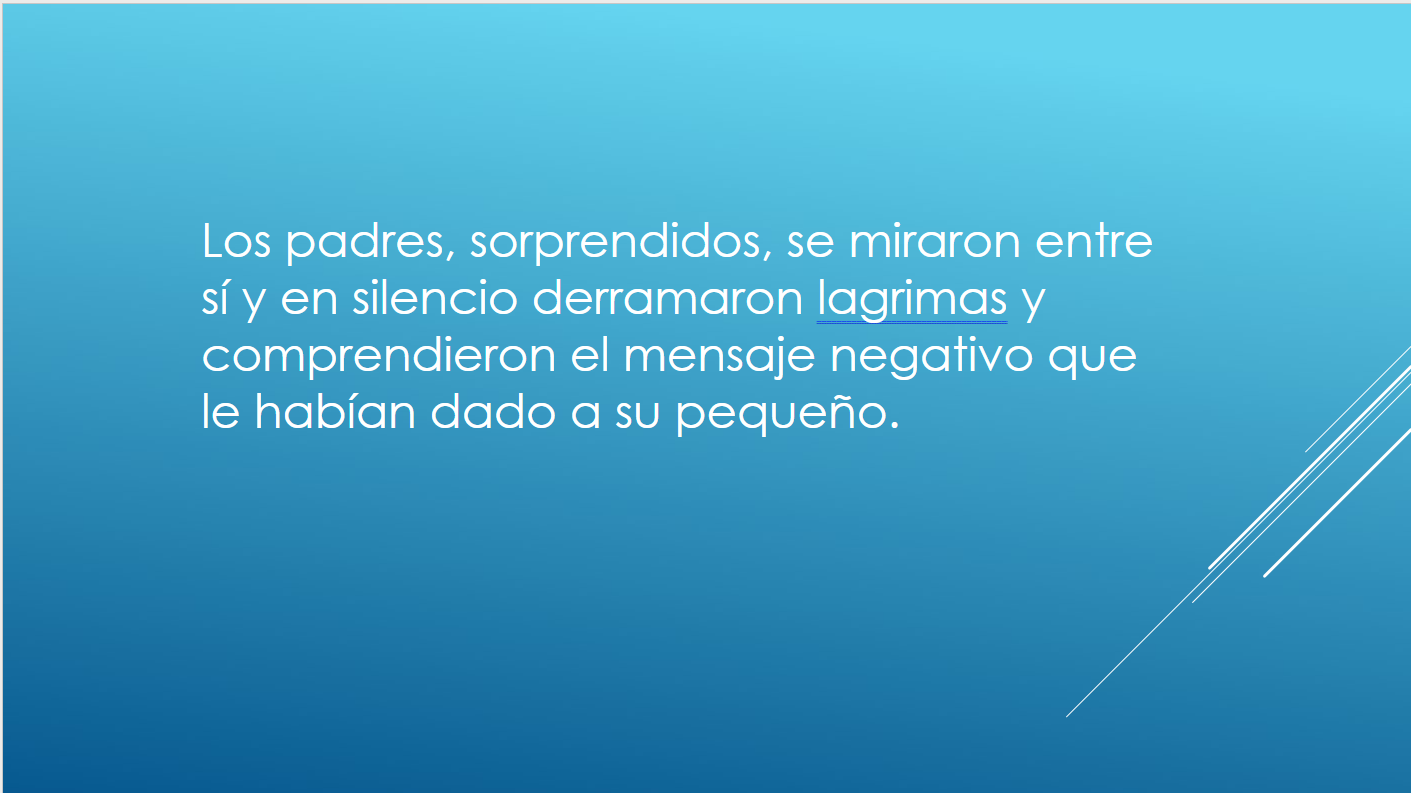 Los padres, sorprendidos, se miraron entre
sí y en silencio derramaron lagrimas y
comprendieron el mensaje negativo que
le habían dado a su pequeño.